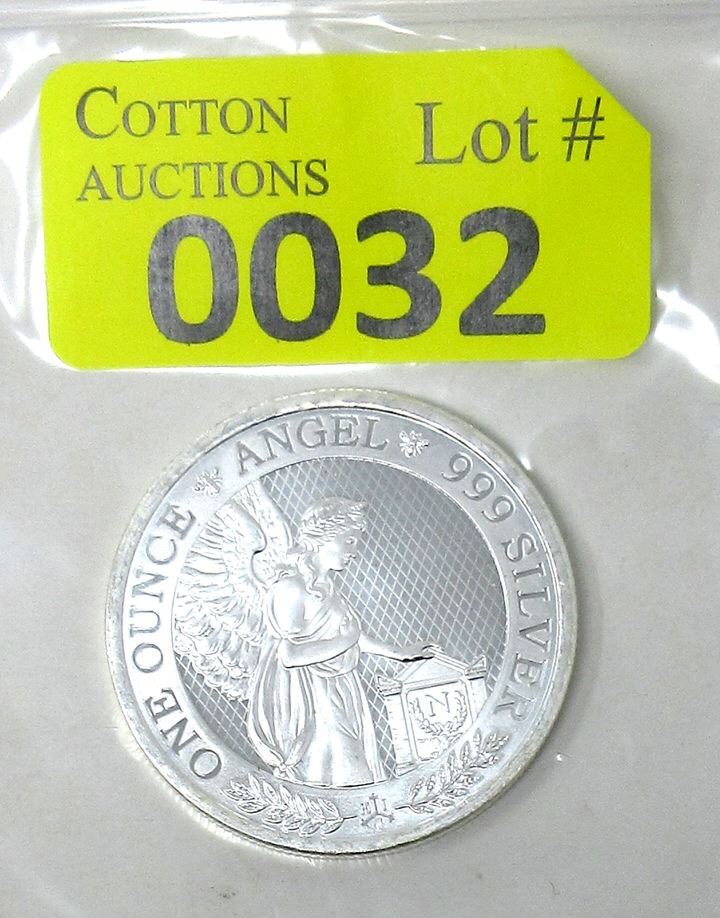 COTTON
AUCTIONS
Lot #
0032
ONE OUNCE * ANGEL * 999 SILVER
N